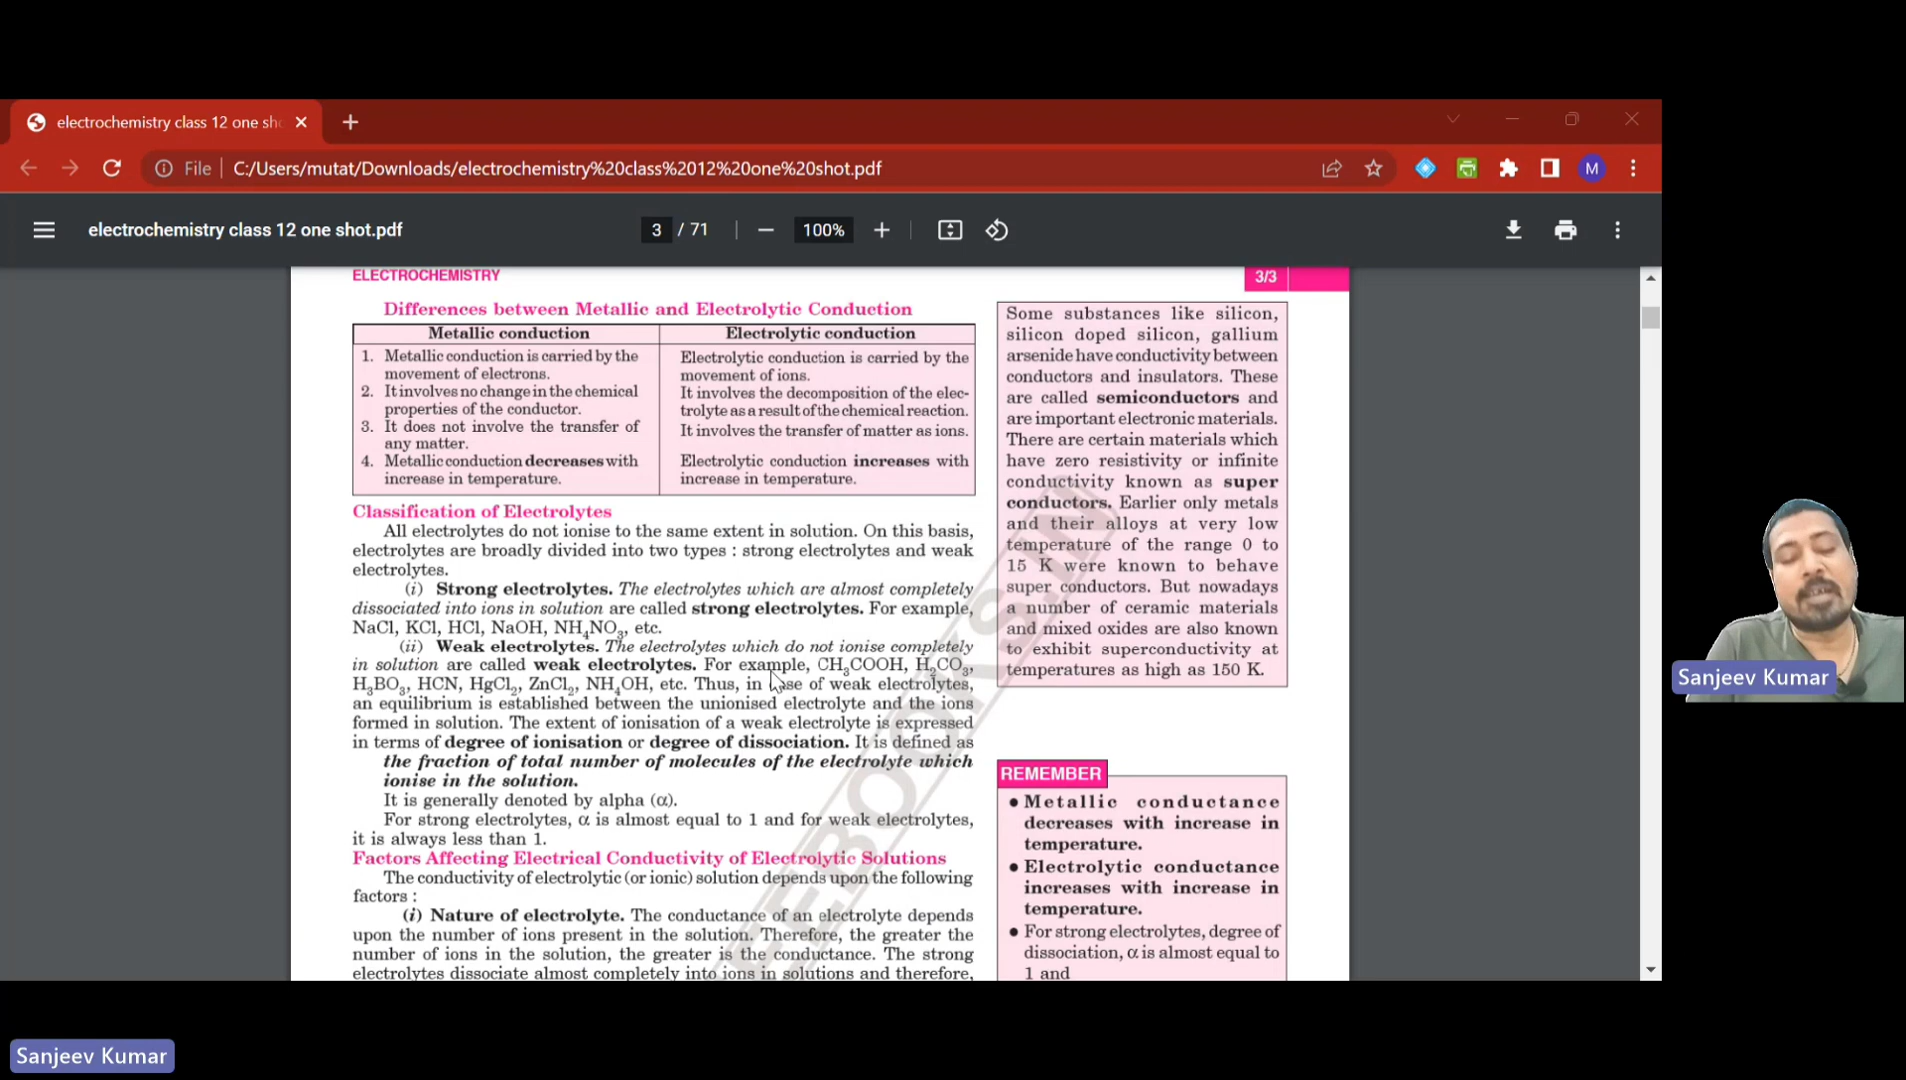 electrochemistry class 12 one sh
File
C:/Users/mutat/Downloads/electrochemistry%20class%2012%20one%20shot.pdf
M
electrochemistry class 12 one shot.pdf
3 / 71
100%
ELECTROCHEMISTRY
3/3
Differences between Metallic and Electrolytic Conduction
Metallic conduction
1. Metallic conduction is carried by the
movement of electrons.
2. It involves no change in the chemical
properties of the conductor.
3. It does not involve the transfer of
any matter.
4. Metallic conduction decreases with
increase in temperature.
Electrolytic conduction
Electrolytic conduction is carried by the
movement of ions.
It involves the decomposition of the elec-
trolyte as a result of the chemical reaction.
It involves the transfer of matter as ions.
Electrolytic conduction increases with
increase in temperature.
Classification of Electrolytes
All electrolytes do not ionise to the same extent in solution. On this basis,
electrolytes are broadly divided into two types : strong electrolytes and weak
electrolytes.
(i) Strong electrolytes. The electrolytes which are almost completely
dissociated into ions in solution are called strong electrolytes. For example,
NaCl, KCl, HCl, NaOH, NH₄NO₃, etc.
(ii) Weak electrolytes. The electrolytes which do not ionise completely
in solution are called weak electrolytes. For example, CH₃COOH, H₂CO₃,
H₃BO₃, HCN, HgCl₂, ZnCl₂, NH₄OH, etc. Thus, in case of weak electrolytes,
an equilibrium is established between the unionised electrolyte and the ions
formed in solution. The extent of ionisation of a weak electrolyte is expressed
in terms of degree of ionisation or degree of dissociation. It is defined as
the fraction of total number of molecules of the electrolyte which
ionise in the solution.
It is generally denoted by alpha (α).
For strong electrolytes, α is almost equal to 1 and for weak electrolytes,
it is always less than 1.
Factors Affecting Electrical Conductivity of Electrolytic Solutions
The conductivity of electrolytic (or ionic) solution depends upon the following
factors :
(i) Nature of electrolyte. The conductance of an electrolyte depends
upon the number of ions present in the solution. Therefore, the greater the
number of ions in the solution, the greater is the conductance. The strong
electrolytes dissociate almost completely into ions in solutions and therefore,
Some substances like silicon,
silicon doped silicon, gallium
arsenide have conductivity between
conductors and insulators. These
are called semiconductors and
are important electronic materials.
There are certain materials which
have zero resistivity or infinite
conductivity known as super
conductors. Earlier only metals
and their alloys at very low
temperature of the range 0 to
15 K were known to behave
super conductors. But nowadays
a number of ceramic materials
and mixed oxides are also known
to exhibit superconductivity at
temperatures as high as 150 K.
REMEMBER
• Metallic conductance
decreases with increase in
temperature.
• Electrolytic conductance
increases with increase in
temperature.
• For strong electrolytes, degree of
dissociation, α is almost equal to
1 and
EEBOOKS.IN
Sanjeev Kumar
Sanjeev Kumar